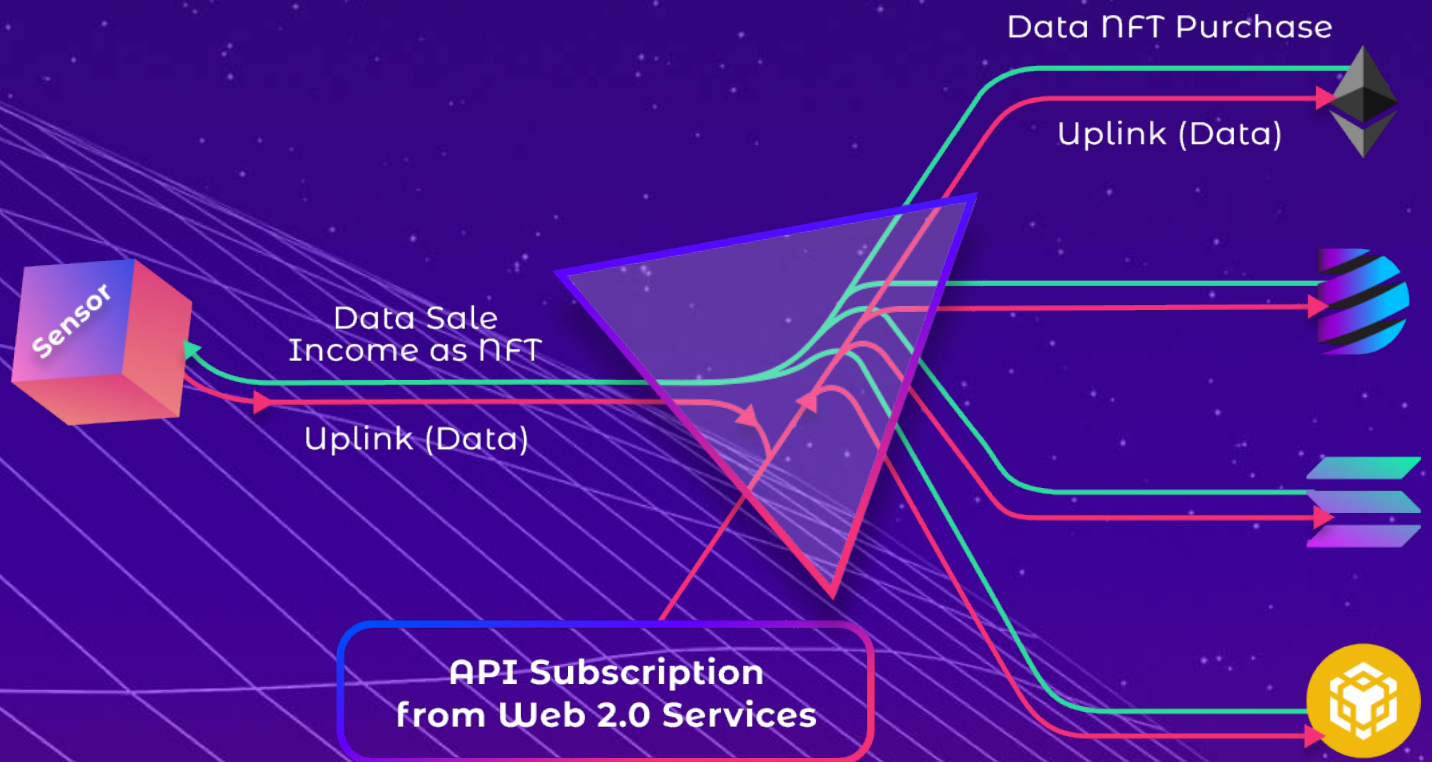 Data NFT Purchase
Uplink (Data)
Sensor
Data Sale
Income as NFT
Uplink (Data)
API Subscription
from Web 2.0 Services